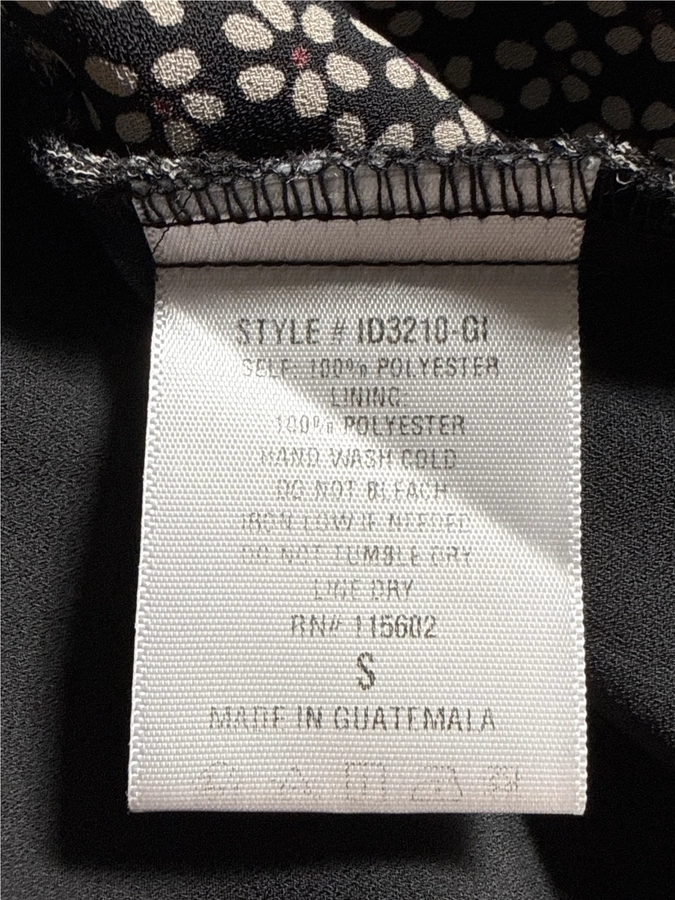 STYLE # ID3210-GI
SELF: 100% POLYESTER
LINING:
100% POLYESTER
HAND WASH COLD
DO NOT BLEACH
IRON LOW IF NEEDED
DO NOT TUMBLE DRY
LINE DRY
RN# 115602
S
MADE IN GUATEMALA